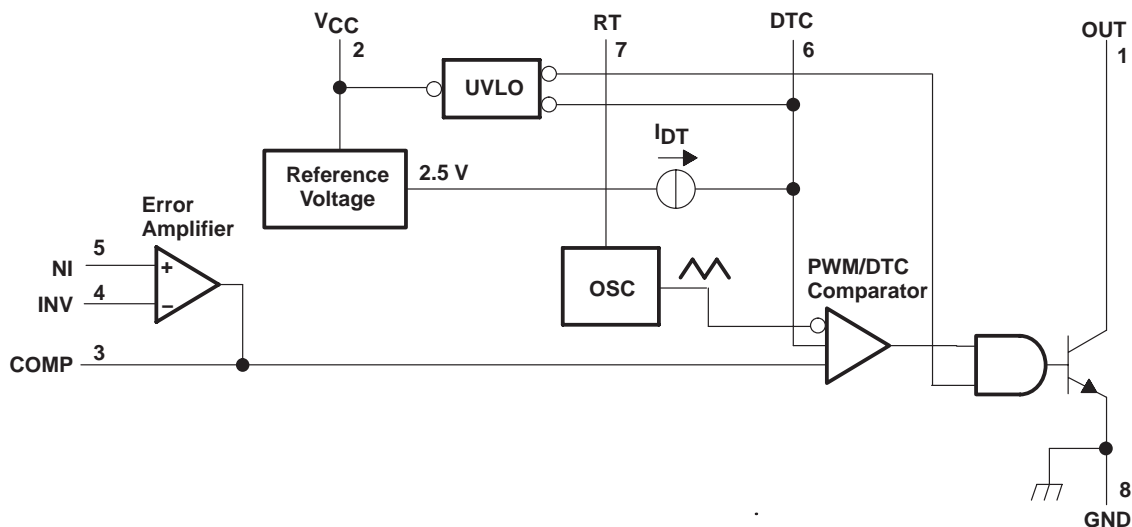 VCC
2
RT
7
DTC
6
OUT
1
UVLO
IDT
Reference
Voltage
2.5 V
Error
Amplifier
5
NI
+
4
INV
−
OSC
PWM/DTC
Comparator
3
COMP
8
GND